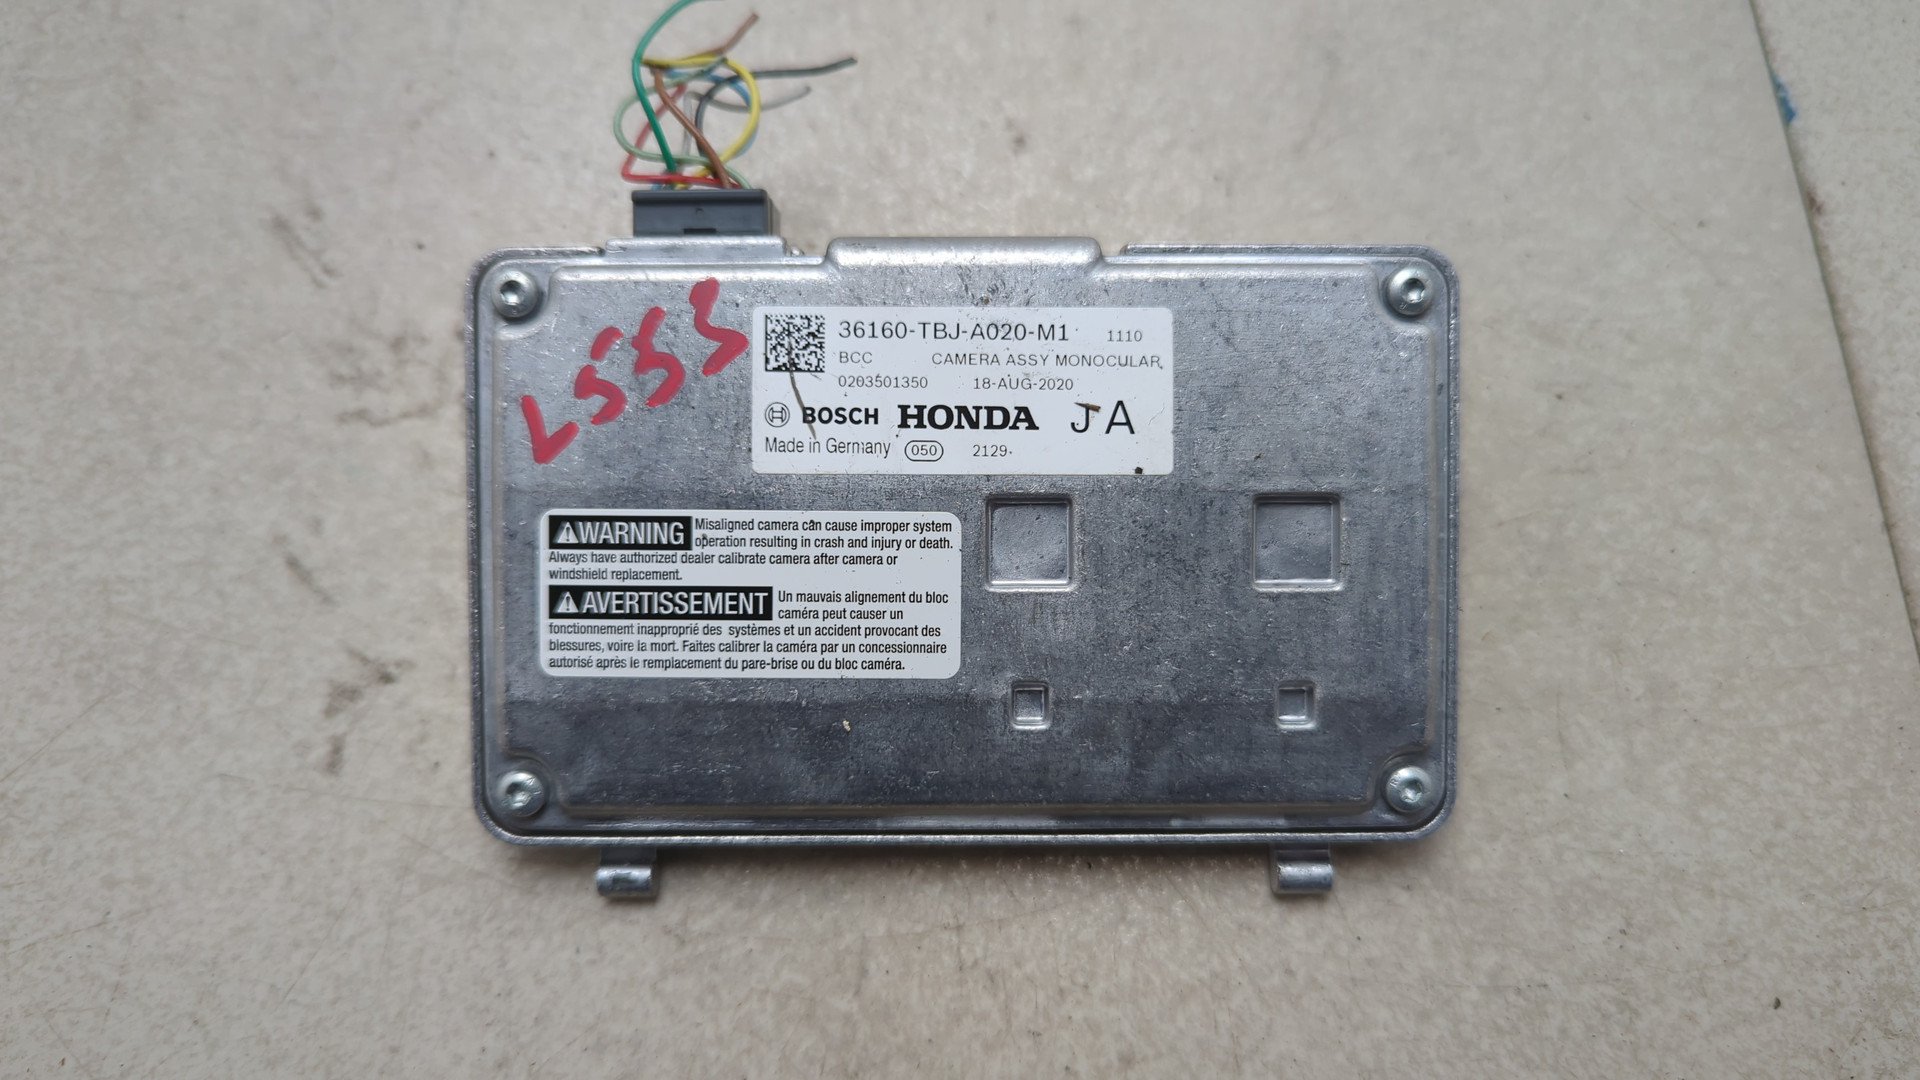 L553
36160-TBJ-A020-M1 1110
BCC CAMERA ASSY MONOCULAR
0203501350 18-AUG-2020
BOSCH HONDA JA
Made in Germany 050 2129
WARNING Misaligned camera can cause improper system
operation resulting in crash and injury or death.
Always have authorized dealer calibrate camera after camera or
windshield replacement.
AVERTISSEMENT Un mauvais alignement du bloc
caméra peut causer un
fonctionnement inapproprié des systèmes et un accident provocant des
blessures, voire la mort. Faites calibrer la caméra par un concessionnaire
autorisé après le remplacement du pare-brise ou du bloc caméra.